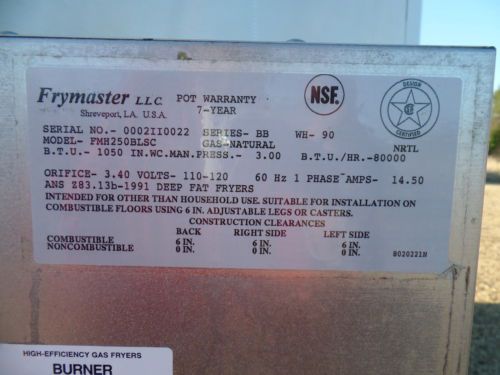 Frymaster L.L.C. POT WARRANTY
Shreveport, LA. U.S.A. 7-YEAR
NSF®
DESIGN
NRTL
SERIAL NO.- 0002II0022 SERIES- BB WH- 90
MODEL- FMH250BLSC GAS-NATURAL
B.T.U- 1050 IN.WC.MAN.PRESS.- 3.00 B.T.U/HR.-80000
ORIFICE- 3.40 VOLTS- 110-120 60 Hz 1 PHASE AMPS- 14.50
ANS Z83.13b-1991 DEEP FAT FRYERS
INTENDED FOR OTHER THAN HOUSEHOLD USE. SUITABLE FOR INSTALLATION ON
COMBUSTIBLE FLOORS USING 6 IN. ADJUSTABLE LEGS OR CASTERS.
CONSTRUCTION CLEARANCES
BACK RIGHT SIDE LEFT SIDE
COMBUSTIBLE 6 IN. 6 IN. 6 IN.
NONCOMBUSTIBLE 0 IN. 0 IN. 0 IN.
8020221N
HIGH-EFFICIENCY GAS FRYERS
BURNER